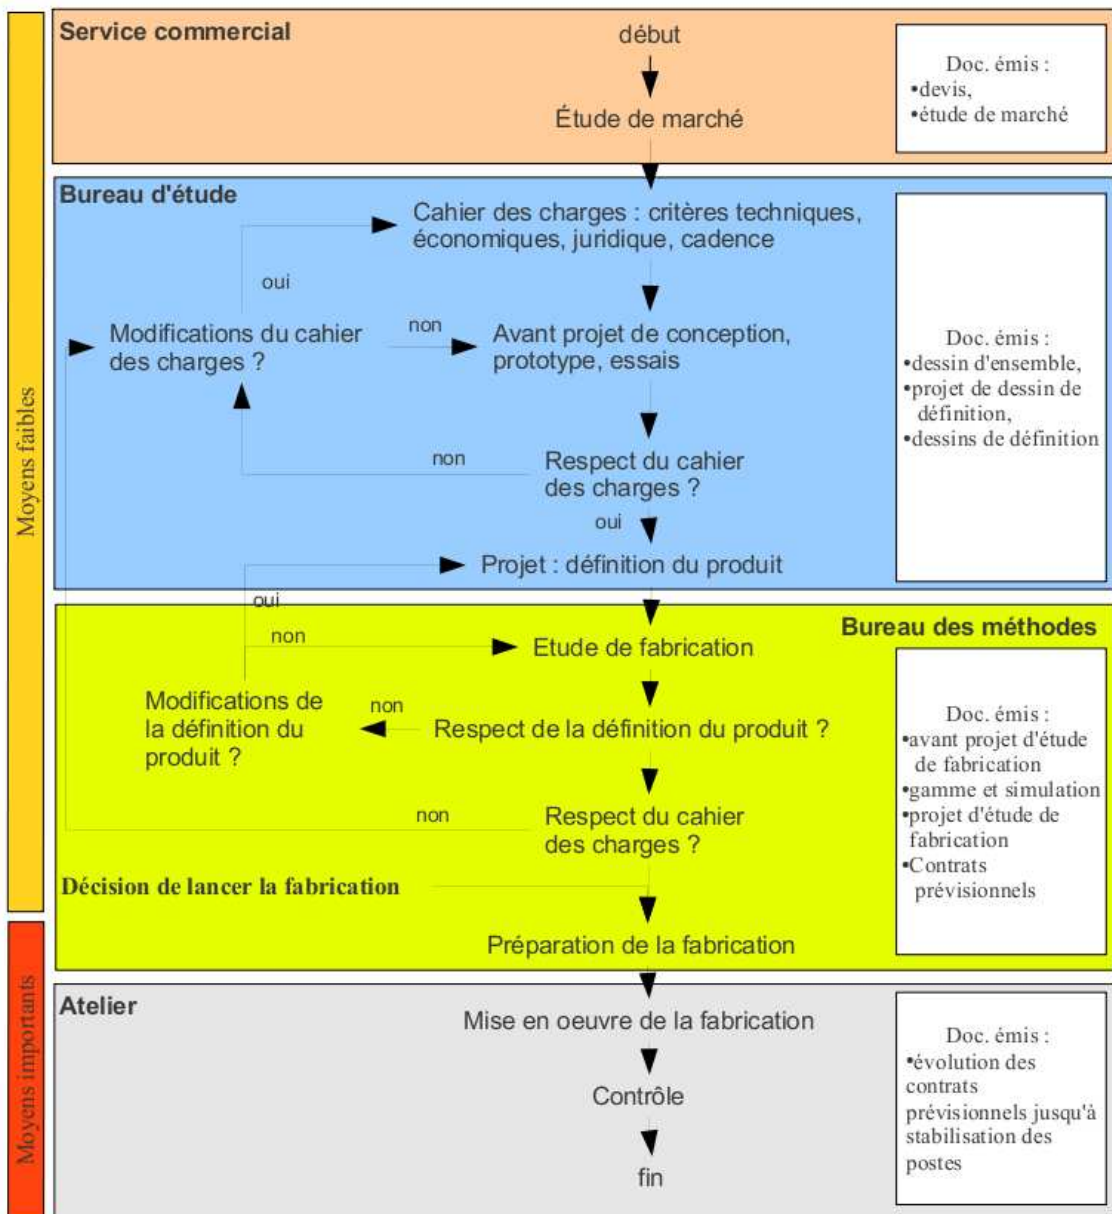 Service commercial
début
Étude de marché
Doc. émis :
•devis,
•étude de marché
Moyens faibles
Bureau d'étude
Cahier des charges : critères techniques,
économiques, juridique, cadence
oui
Modifications du cahier
des charges ?
non
Avant projet de conception,
prototype, essais
non
Respect du cahier
des charges ?
oui
Projet : définition du produit
Doc. émis :
•dessin d'ensemble,
•projet de dessin de
définition,
•dessins de définition
oui
Bureau des méthodes
non
Etude de fabrication
Modifications de
la définition du
produit ?
non
Respect de la définition du produit ?
non
Respect du cahier
des charges ?
Décision de lancer la fabrication
Préparation de la fabrication
Doc. émis :
•avant projet d'étude
de fabrication
•gamme et simulation
•projet d'étude de
fabrication
•Contrats
prévisionnels
Moyens importants
Atelier
Mise en oeuvre de la fabrication
Contrôle
fin
Doc. émis :
•évolution des
contrats
prévisionnels jusqu'à
stabilisation des
postes